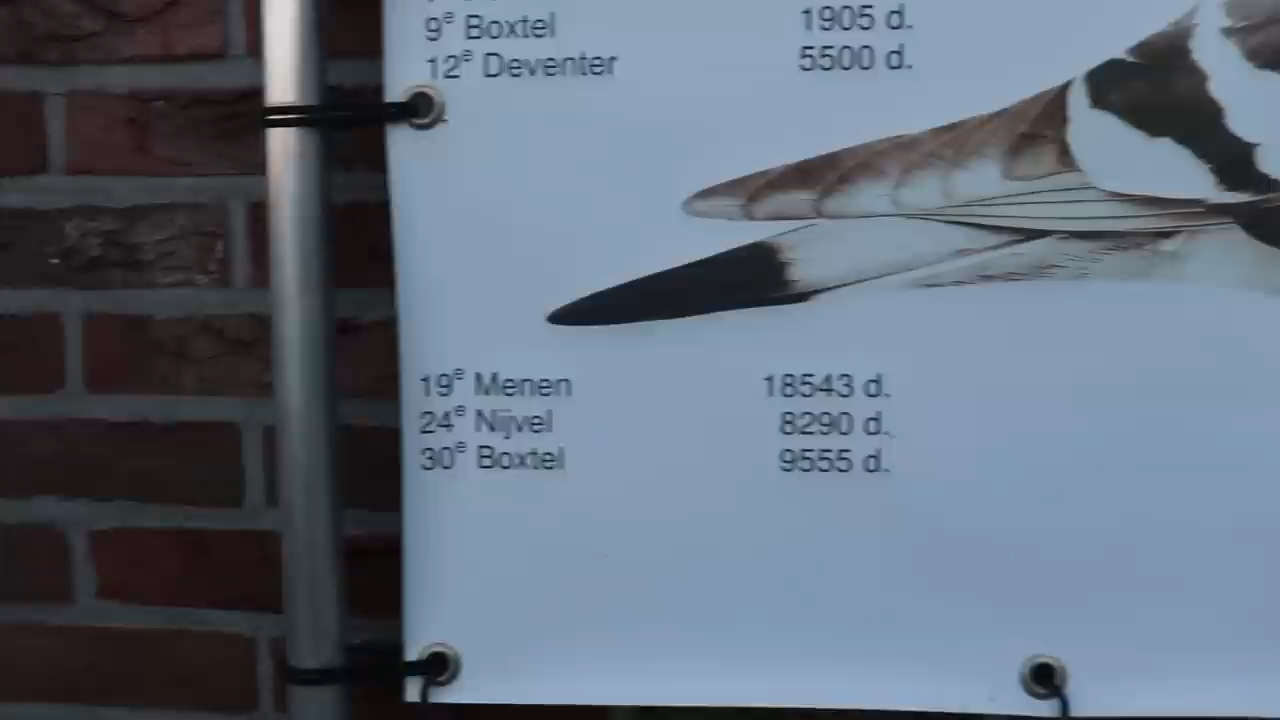 9e Boxtel 1905 d.
12e Deventer 5500 d.
19e Menen 18543 d.
24e Nijvel 8290 d.
30e Boxtel 9555 d.